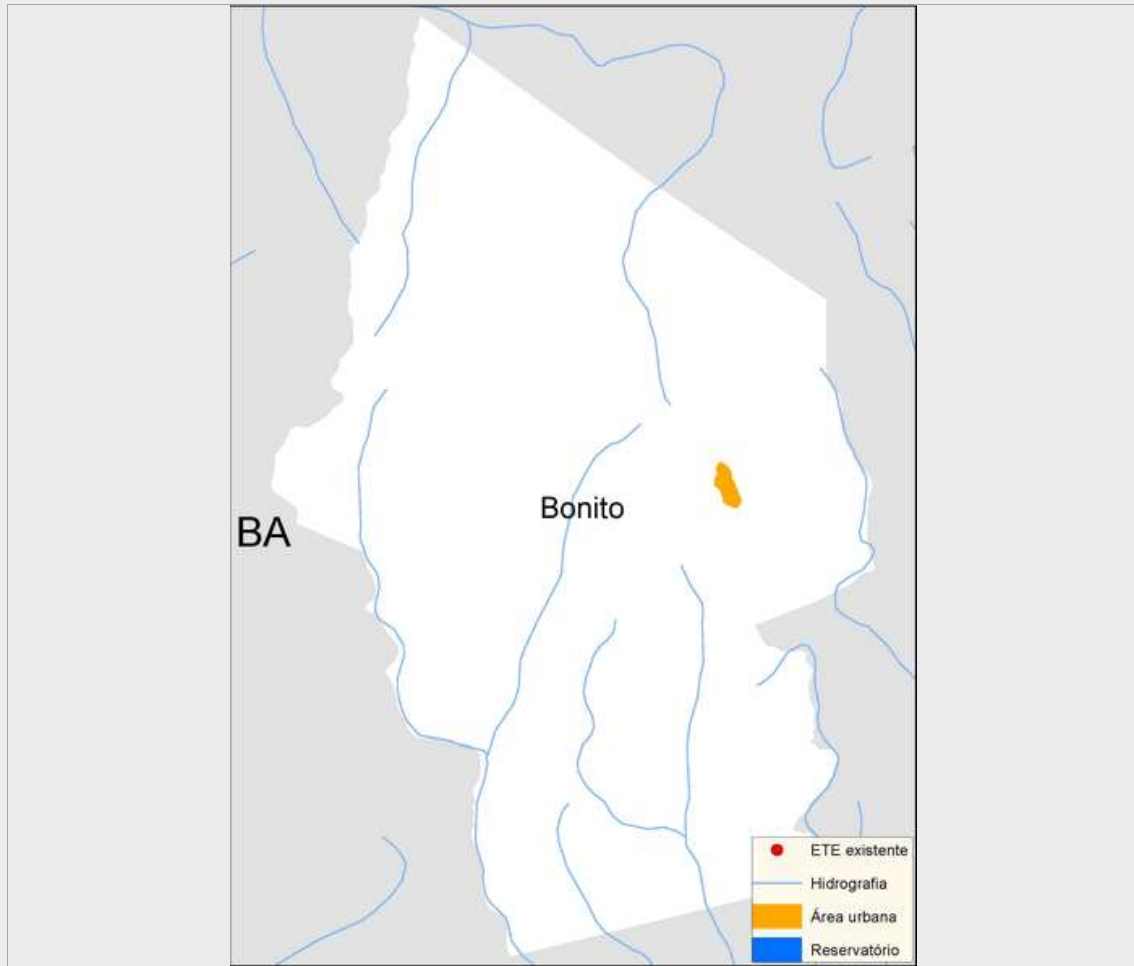 Bonito
BA
ETE existente
Hidrografia
Área urbana
Reservatório